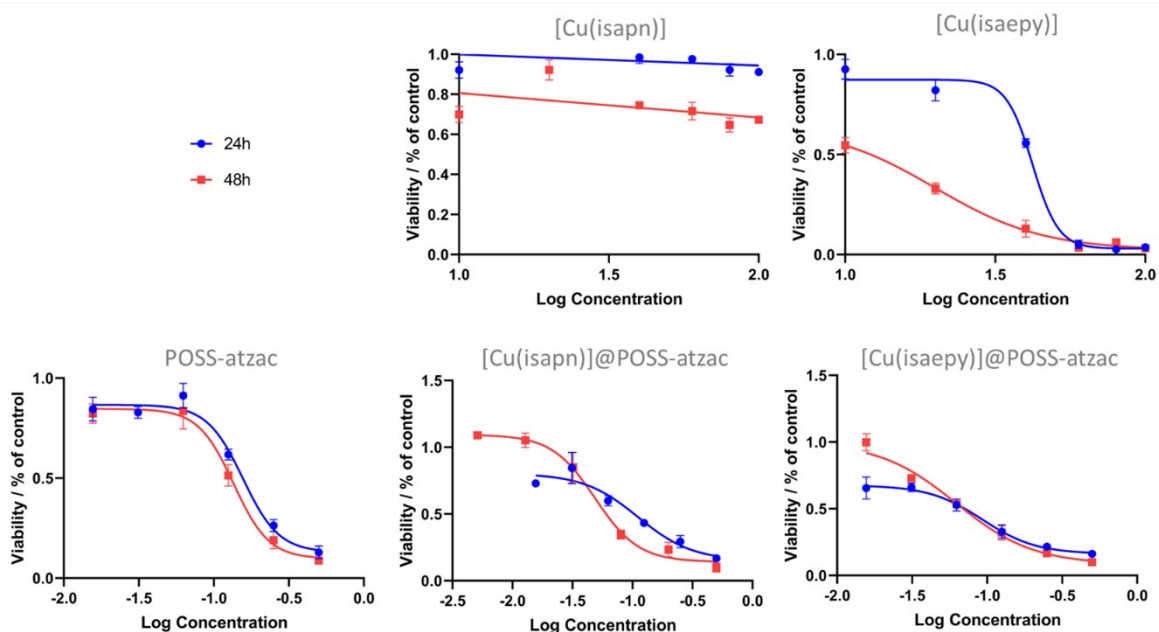 [Cu(isapn)]
[Cu(isaepy)]
24h
48h
Viability / % of control
1.0
0.8
0.6
0.4
0.2
0.0
1.0 1.5 2.0
Log Concentration
Viability / % of control
1.0
0.5
0.0
1.0 1.5 2.0
Log Concentration
POSS-atzac
[Cu(isapn)]@POSS-atzac
[Cu(isaepy)]@POSS-atzac
Viability / % of control
1.0
0.5
0.0
-2.0 -1.5 -1.0 -0.5 0.0
Log Concentration
Viability / % of control
1.5
1.0
0.5
0.0
-2.5 -2.0 -1.5 -1.0 -0.5 0.0
Log Concentration
Viability / % of control
1.5
1.0
0.5
0.0
-2.0 -1.5 -1.0 -0.5 0.0
Log Concentration